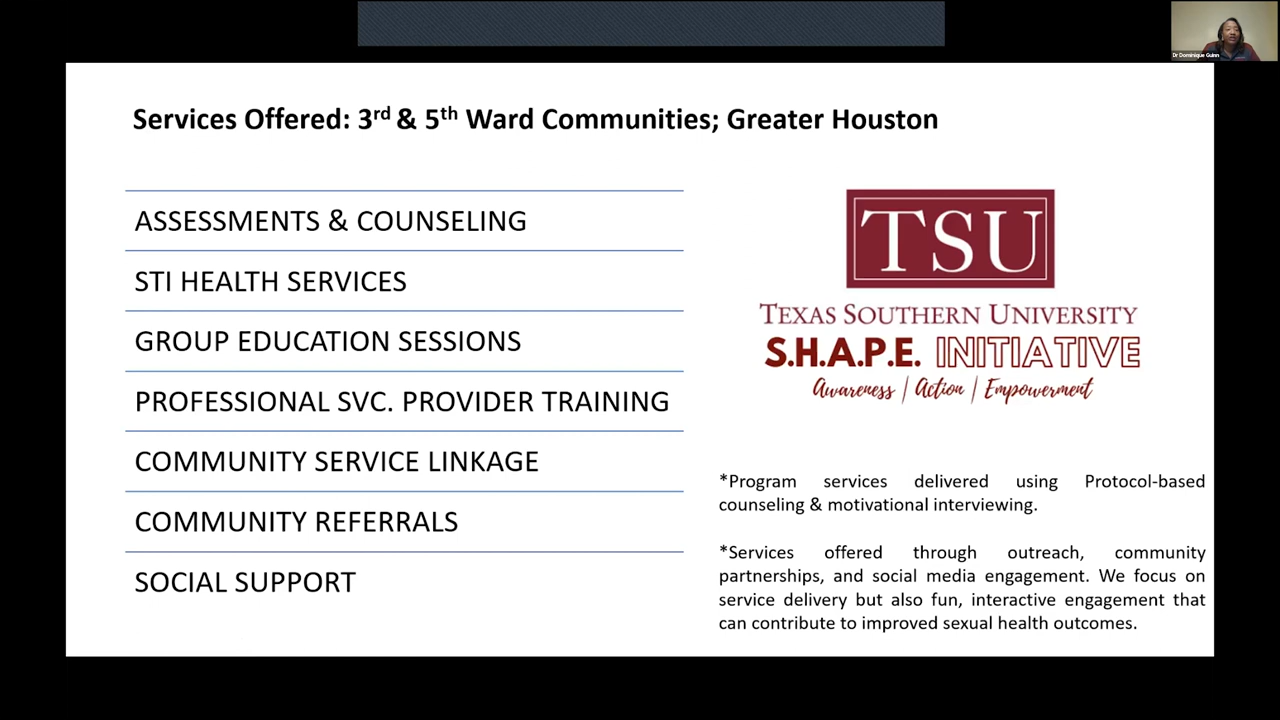 Dr Dominique Guinn
Services Offered: 3rd & 5th Ward Communities; Greater Houston
ASSESSMENTS & COUNSELING
STI HEALTH SERVICES
GROUP EDUCATION SESSIONS
PROFESSIONAL SVC. PROVIDER TRAINING
COMMUNITY SERVICE LINKAGE
COMMUNITY REFERRALS
SOCIAL SUPPORT
TSU
TEXAS SOUTHERN UNIVERSITY
S.H.A.P.E. INITIATIVE
Awareness | Action | Empowerment
*Program services delivered using Protocol-based
counseling & motivational interviewing.
*Services offered through outreach, community
partnerships, and social media engagement. We focus on
service delivery but also fun, interactive engagement that
can contribute to improved sexual health outcomes.